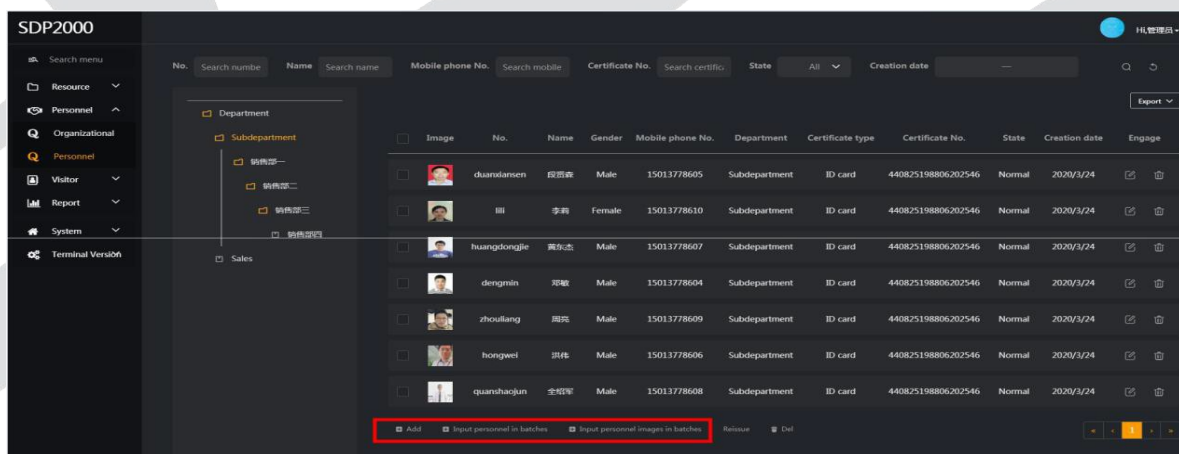 SDP2000
Hi,管理员
Search menu
No. Search numbe Name Search name Mobile phone No. Search mobile Certificate No. Search certific State All Creation date —
Resource
Export
Personnel
Department
Organizational
Subdepartment
Image No. Name Gender Mobile phone No. Department Certificate type Certificate No. State Creation date Engage
Personnel
销售部一
Visitor
duanxiansen 段贤森 Male 15013778605 Subdepartment ID card 440825198806202546 Normal 2020/3/24
销售部二
Report
销售部三
lili 李莉 Female 15013778610 Subdepartment ID card 440825198806202546 Normal 2020/3/24
System
销售部四
huangdongjie 黄东杰 Male 15013778607 Subdepartment ID card 440825198806202546 Normal 2020/3/24
Terminal Version
Sales
dengmin 邓敏 Male 15013778604 Subdepartment ID card 440825198806202546 Normal 2020/3/24
zhouliang 周亮 Male 15013778609 Subdepartment ID card 440825198806202546 Normal 2020/3/24
hongwei 洪伟 Male 15013778606 Subdepartment ID card 440825198806202546 Normal 2020/3/24
quanshaojun 全绍军 Male 15013778608 Subdepartment ID card 440825198806202546 Normal 2020/3/24
Add Input personnel in batches Input personnel images in batches Reissue Del
« ‹ 1 › »